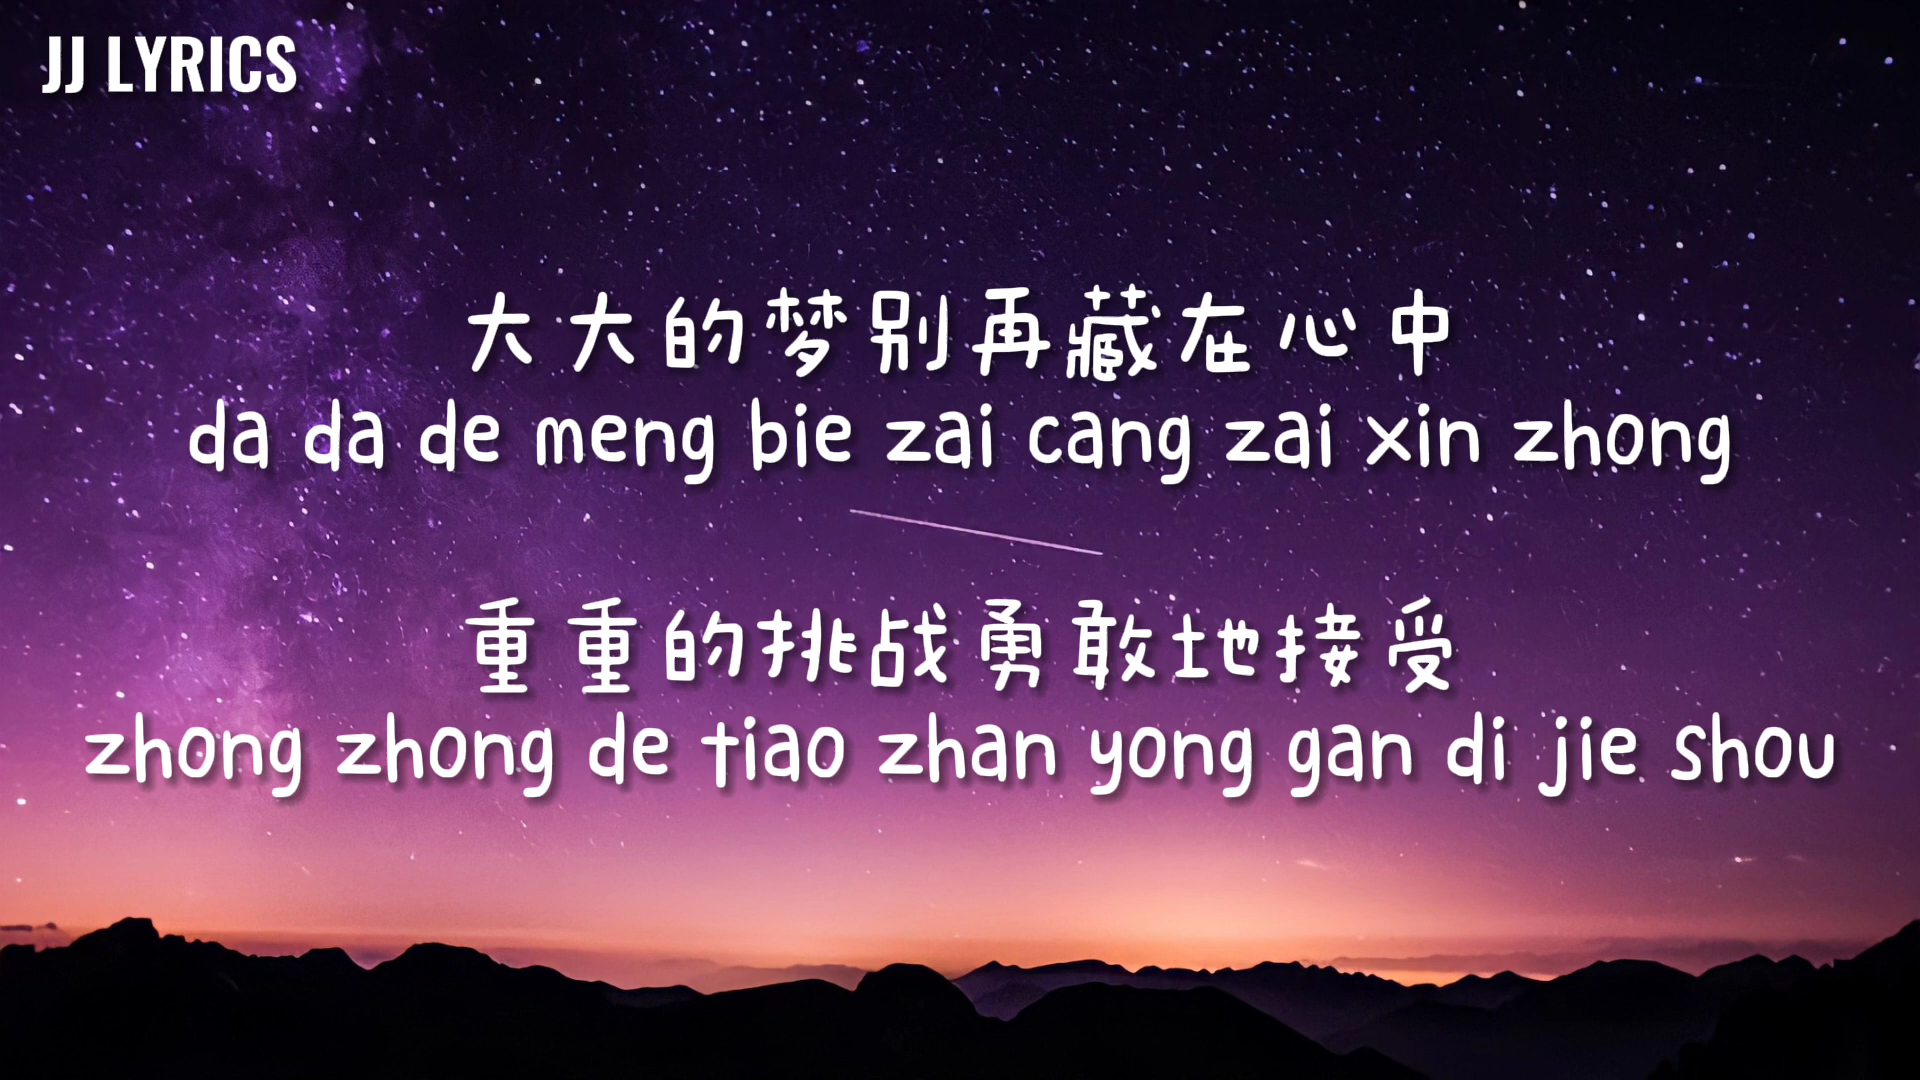 JJ LYRICS
大大的梦别再藏在心中
da da de meng bie zai cang zai xin zhong
重重的挑战勇敢地接受
zhong zhong de tiao zhan yong gan di jie shou